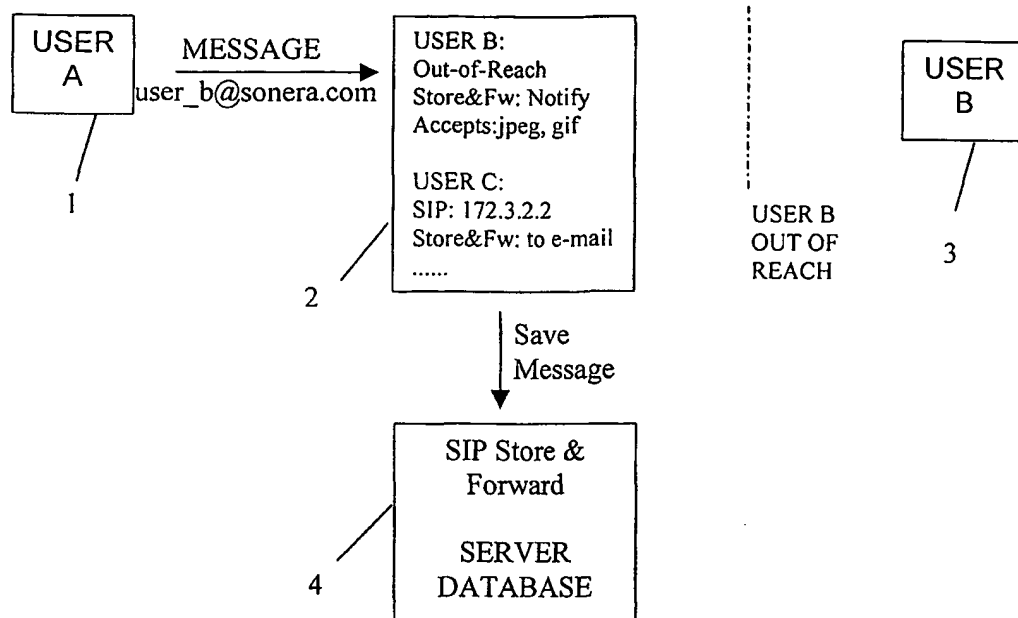 USER
A
MESSAGE
user_b@sonera.com
1
USER B:
Out-of-Reach
Store&Fw: Notify
Accepts:jpeg, gif
USER C:
SIP: 172.3.2.2
Store&Fw: to e-mail
......
2
USER B
OUT OF
REACH
USER
B
3
Save
Message
SIP Store &
Forward
SERVER
DATABASE
4